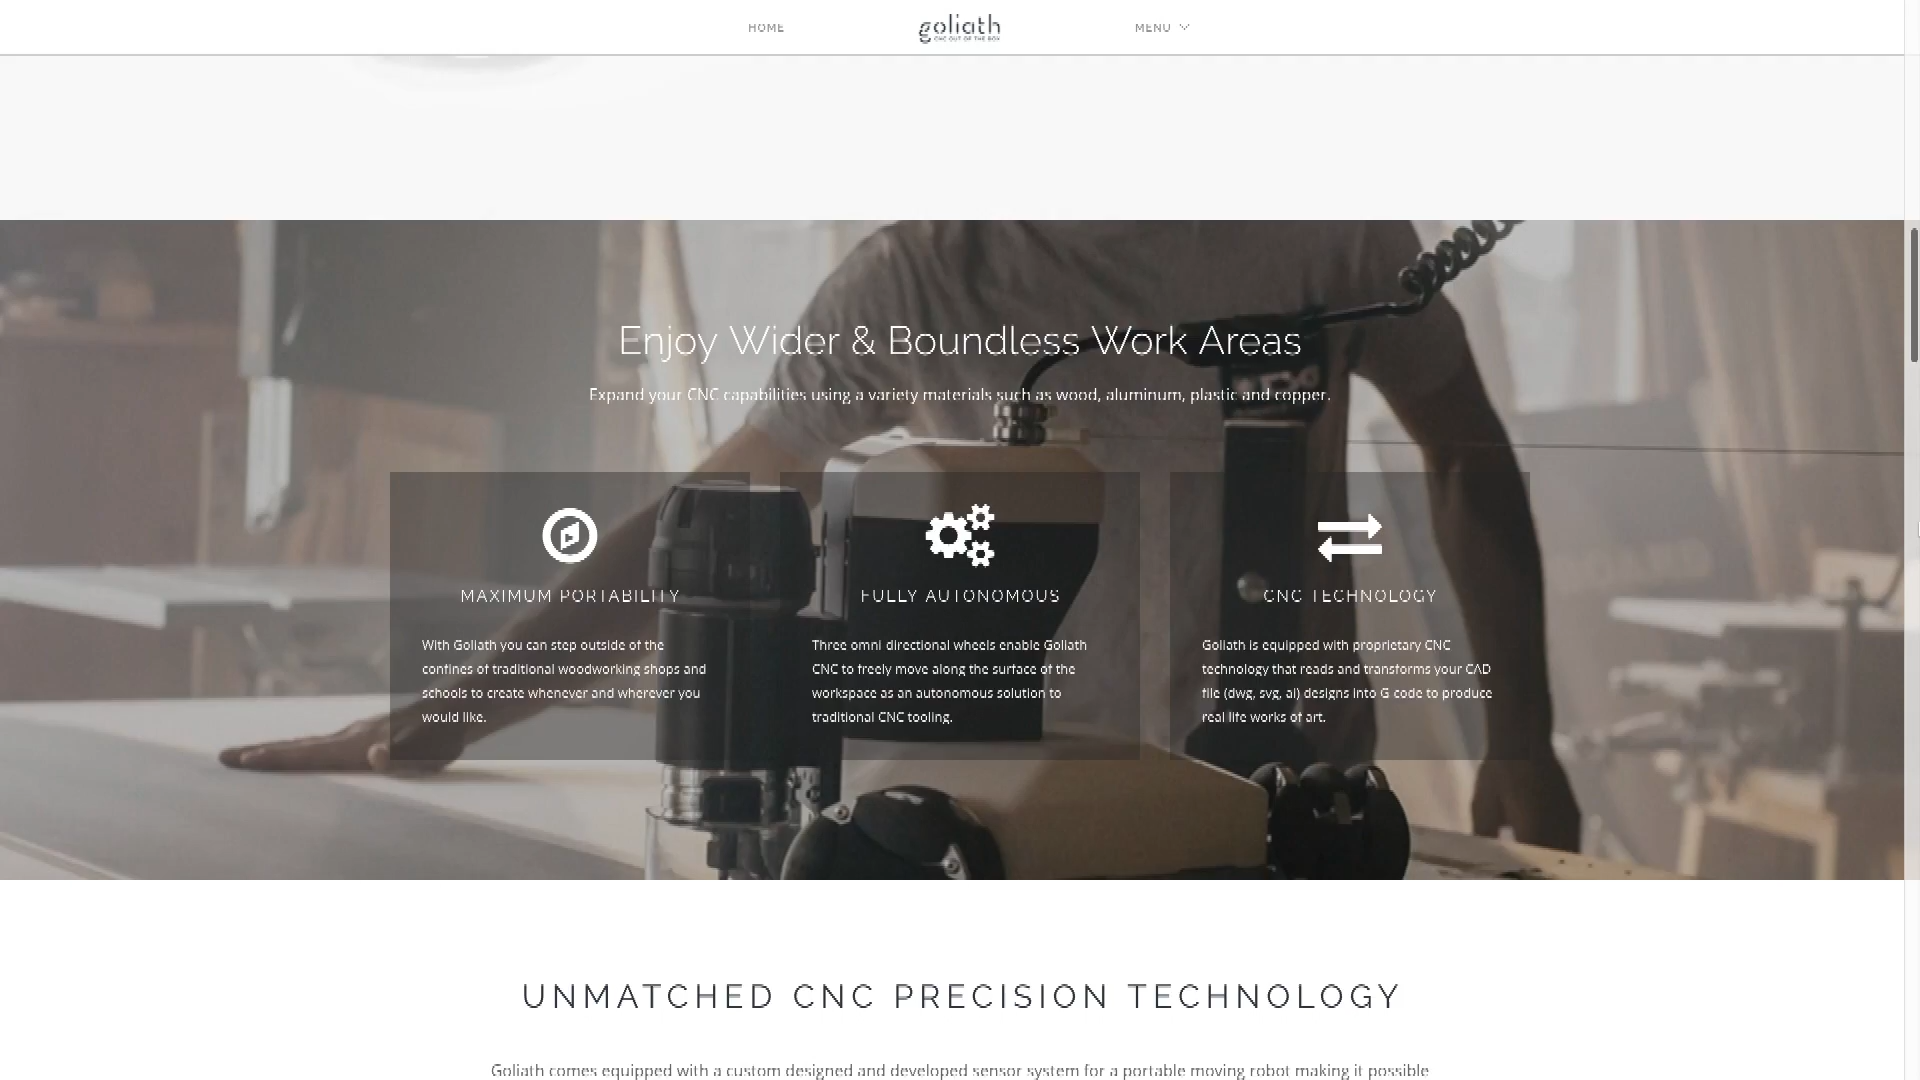 HOME
goliath
CNC OUT OF THE BOX
MENU
Enjoy Wider & Boundless Work Areas
Expand your CNC capabilities using a variety materials such as wood, aluminum, plastic and copper.
MAXIMUM PORTABILITY
With Goliath you can step outside of the
confines of traditional woodworking shops and
schools to create whenever and wherever you
would like.
FULLY AUTONOMOUS
Three omni directional wheels enable Goliath
CNC to freely move along the surface of the
workspace as an autonomous solution to
traditional CNC tooling.
CNC TECHNOLOGY
Goliath is equipped with proprietary CNC
technology that reads and transforms your CAD
file (dwg, svg, ai) designs into G code to produce
real life works of art.
UNMATCHED CNC PRECISION TECHNOLOGY
Goliath comes equipped with a custom designed and developed sensor system for a portable moving robot making it possible